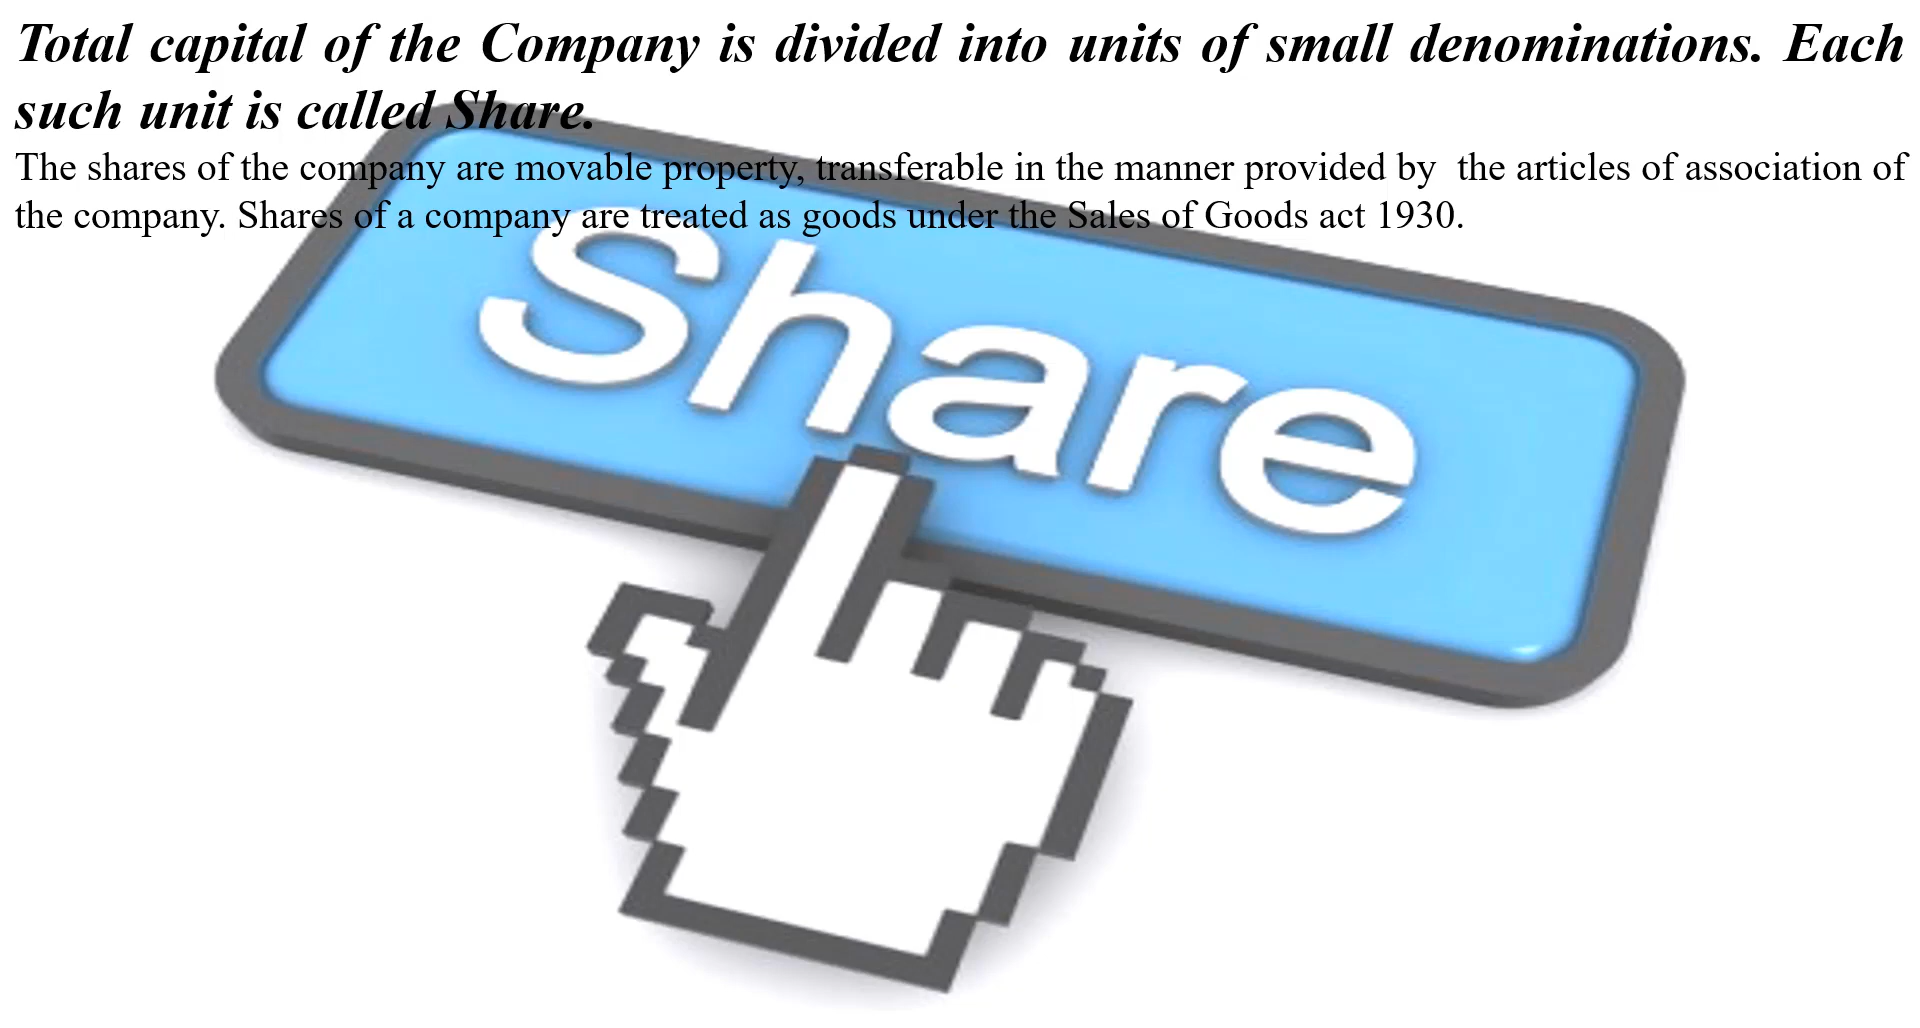 Total capital of the Company is divided into units of small denominations. Each
such unit is called Share.
The shares of the company are movable property, transferable in the manner provided by  the articles of association of
the company. Shares of a company are treated as goods under the Sales of Goods act 1930.
Share